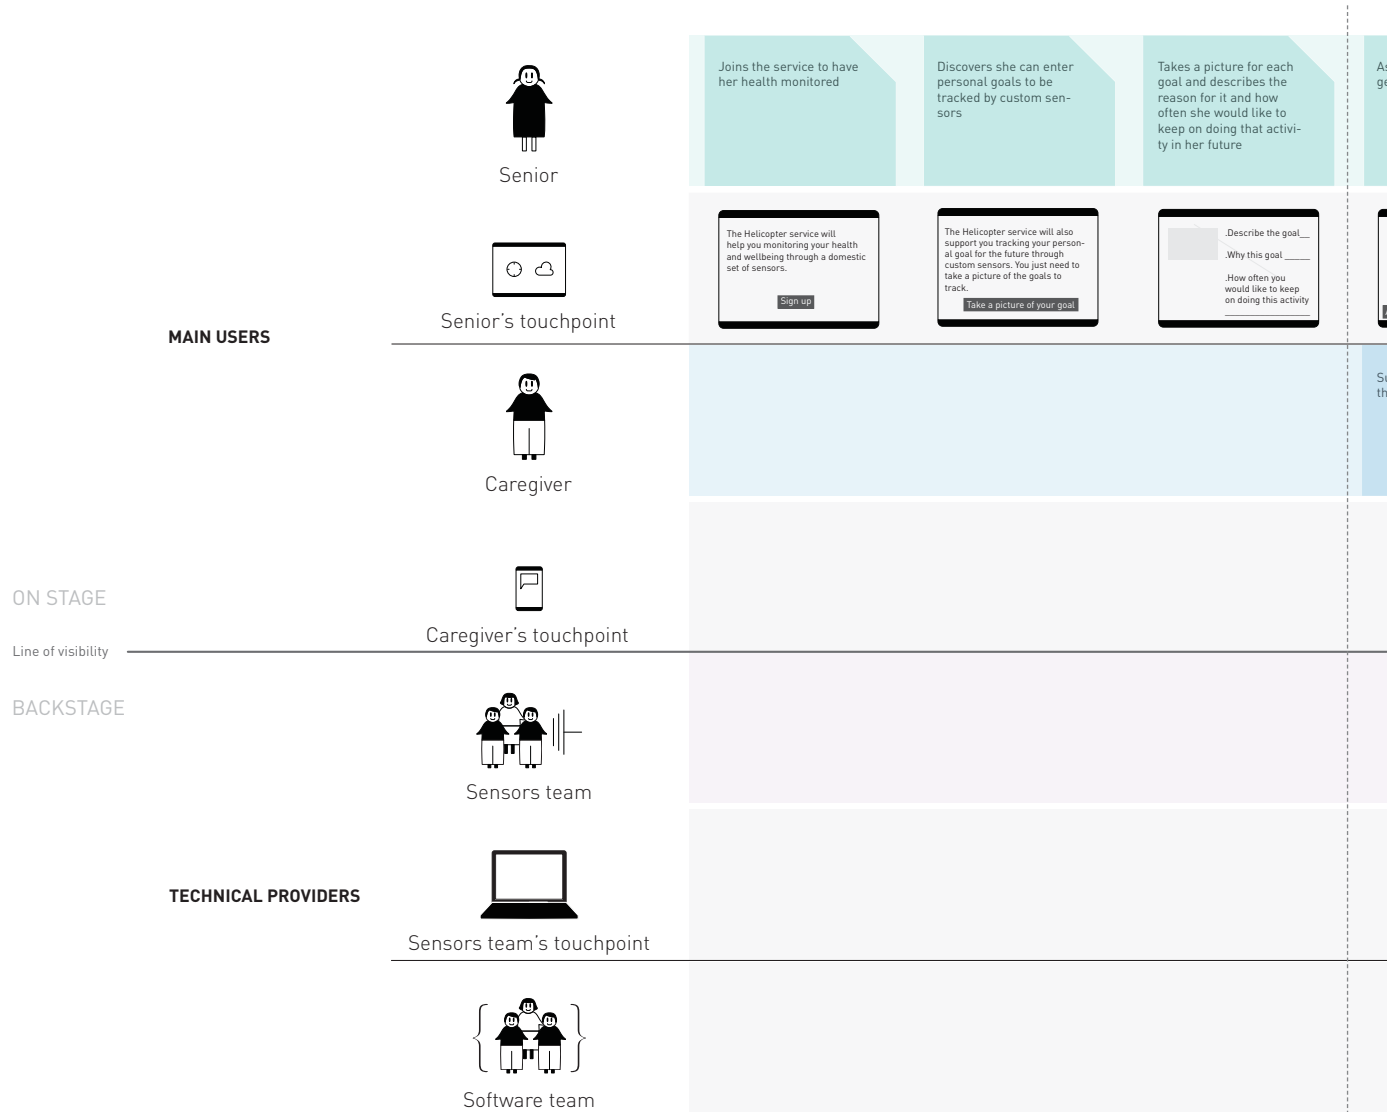 Joins the service to have
her health monitored
Discovers she can enter
personal goals to be
tracked by custom sen-
sors
Takes a picture for each
goal and describes the
reason for it and how
often she would like to
keep on doing that activi-
ty in her future
Senior
The Helicopter service will
help you monitoring your health
and wellbeing through a domestic
set of sensors.
Sign up
The Helicopter service will also
support you tracking your person-
al goal for the future through
custom sensors. You just need to
take a picture of the goals to
track.
Take a picture of your goal
.Describe the goal__
.Why this goal _____
.How often you
would like to keep
on doing this activity
Senior's touchpoint
MAIN USERS
Caregiver
ON STAGE
Caregiver's touchpoint
Line of visibility
BACKSTAGE
Sensors team
TECHNICAL PROVIDERS
Sensors team's touchpoint
Software team